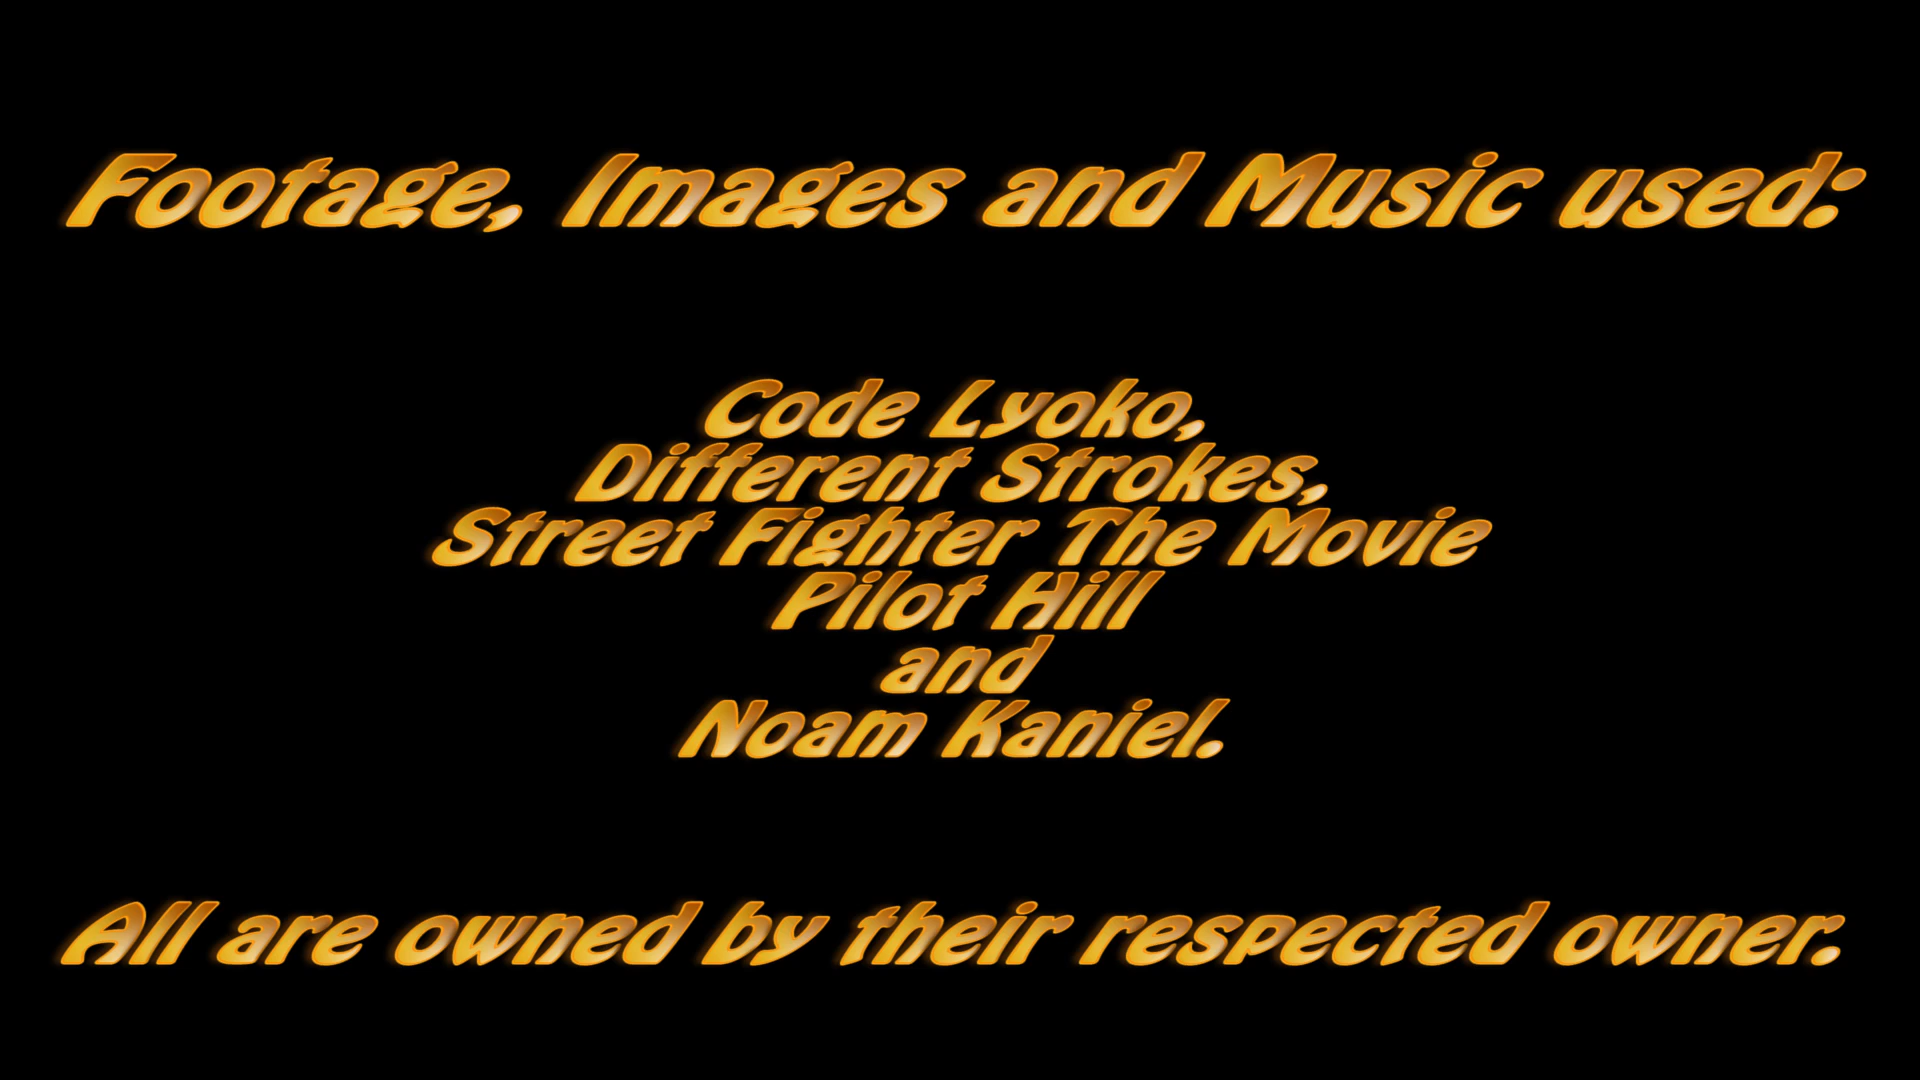 Footage, Images and Music used:
Code Lyoko,
Different Strokes,
Street Fighter The Movie
Pilot Hill
and
Noam Kaniel.
All are owned by their respected owner.